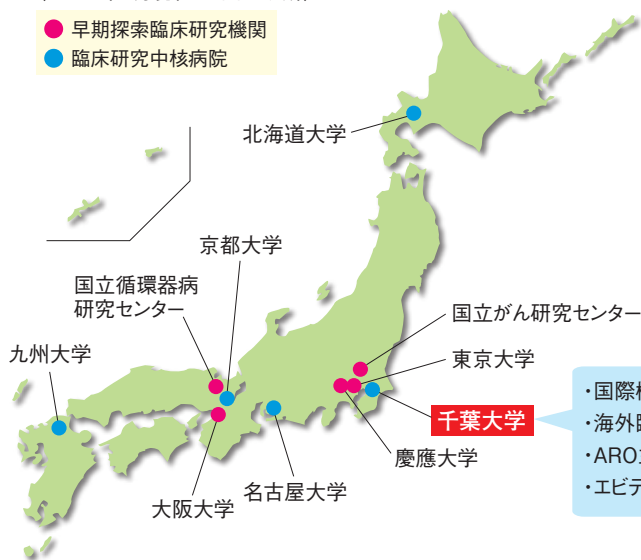 早期探索臨床研究機関
臨床研究中核病院
北海道大学
京都大学
国立循環器病
研究センター
九州大学
国立がん研究センター
東京大学
千葉大学
慶應大学
名古屋大学
大阪大学
・国際
・海外
・ARO
・エビデ